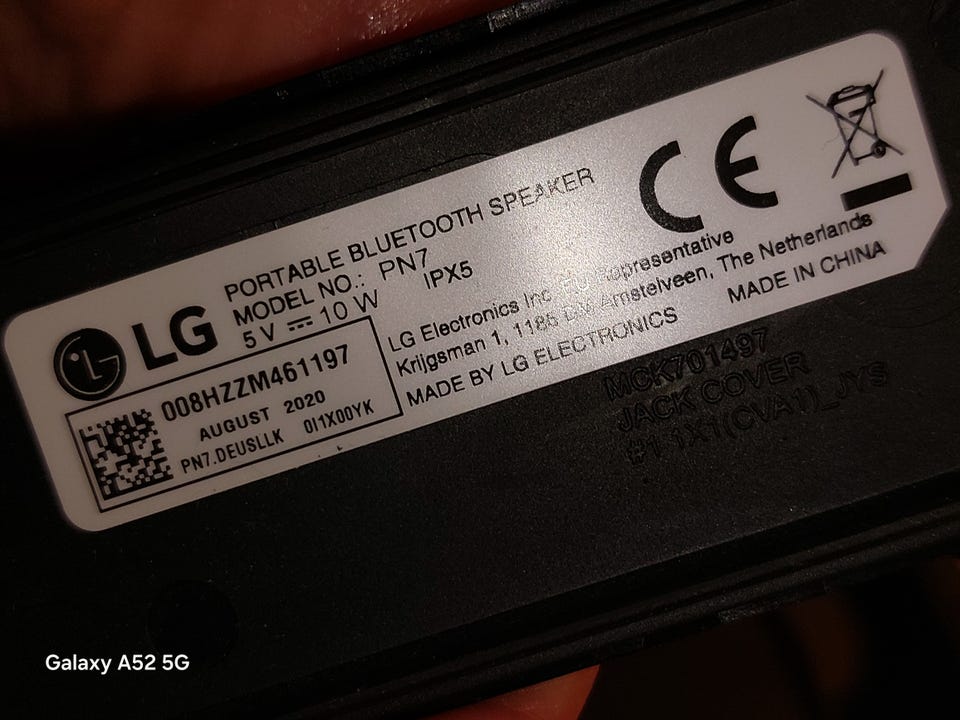 LG
PORTABLE BLUETOOTH SPEAKER
MODEL NO.: PN7
5 V ⎓ 10 W IPX5
008HZZM461197
AUGUST 2020
PN7.DEUSLLK 0I1X00YK
LG Electronics Inc. Representative
Krijgsman 1, 1185 DM Amstelveen, The Netherlands
MADE BY LG ELECTRONICS MADE IN CHINA
CE
MCK701497
JACK COVER
#1 1X1(CVA1)_JYS
Galaxy A52 5G